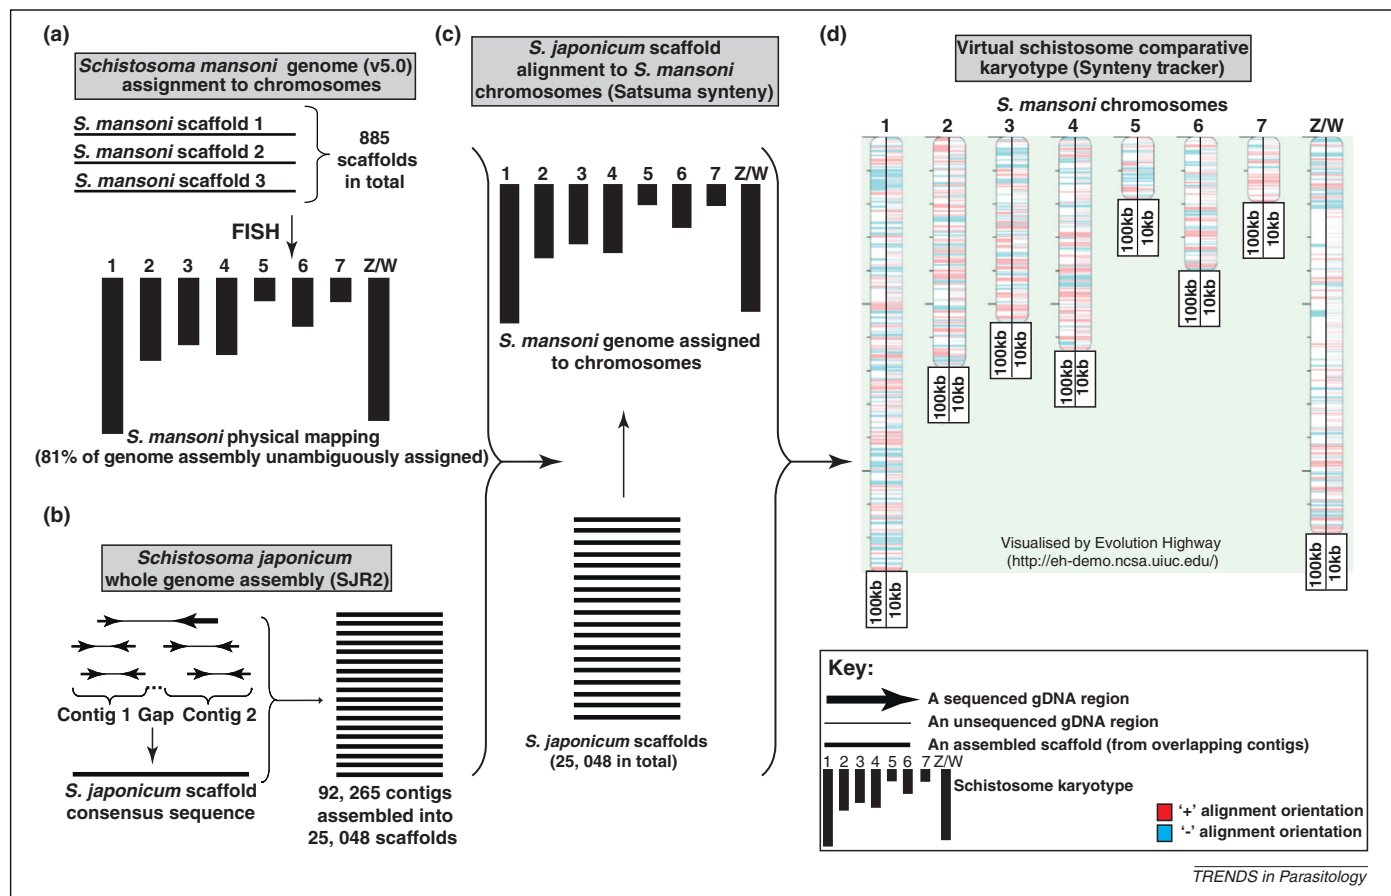 (a)
Schistosoma mansoni genome (v5.0)
assignment to chromosomes
S. mansoni scaffold 1
S. mansoni scaffold 2
S. mansoni scaffold 3
885
scaffolds
in total
FISH
1 2 3 4 5 6 7 Z/W
S. mansoni physical mapping
(81% of genome assembly unambiguously assigned)
(b)
Schistosoma japonicum
whole genome assembly (SJR2)
Contig 1 Gap Contig 2
S. japonicum scaffold
consensus sequence
92, 265 contigs
assembled into
25, 048 scaffolds
(c)
S. japonicum scaffold
alignment to S. mansoni
chromosomes (Satsuma synteny)
1 2 3 4 5 6 7 Z/W
S. mansoni genome assigned
to chromosomes
S. japonicum scaffolds
(25, 048 in total)
(d)
Virtual schistosome comparative
karyotype (Synteny tracker)
S. mansoni chromosomes
1 2 3 4 5 6 7 Z/W
100kb 10kb
100kb 10kb
100kb 10kb
100kb 10kb
100kb 10kb
100kb 10kb
100kb 10kb
100kb 10kb
Visualised by Evolution Highway
(http://eh-demo.ncsa.uiuc.edu/)
Key:
A sequenced gDNA region
An unsequenced gDNA region
An assembled scaffold (from overlapping contigs)
1 2 3 4 5 6 7 Z/W
Schistosome karyotype
'+' alignment orientation
'-' alignment orientation
TRENDS in Parasitology